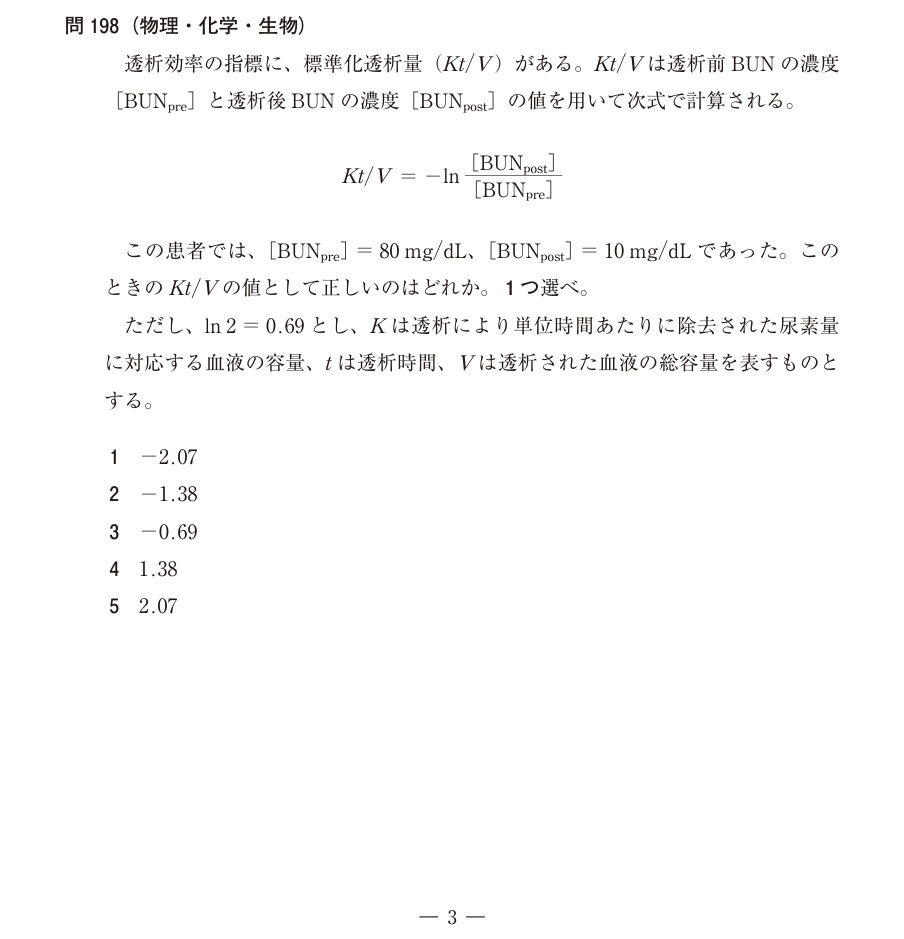 問 198（物理・化学・生物）
透析効率の指標に、標準化透析量（Kt/V）がある。Kt/V は透析前 BUN の濃度
［BUNpre］と透析後 BUN の濃度［BUNpost］の値を用いて次式で計算される。
Kt/V = −ln ［BUNpost］/［BUNpre］
この患者では、［BUNpre］= 80 mg/dL、［BUNpost］= 10 mg/dL であった。この
ときの Kt/V の値として正しいのはどれか。1つ選べ。
ただし、ln 2 = 0.69 とし、K は透析により単位時間あたりに除去された尿素量
に対応する血液の容量、t は透析時間、V は透析された血液の総容量を表すものと
する。
1 −2.07
2 −1.38
3 −0.69
4 1.38
5 2.07
— 3 —